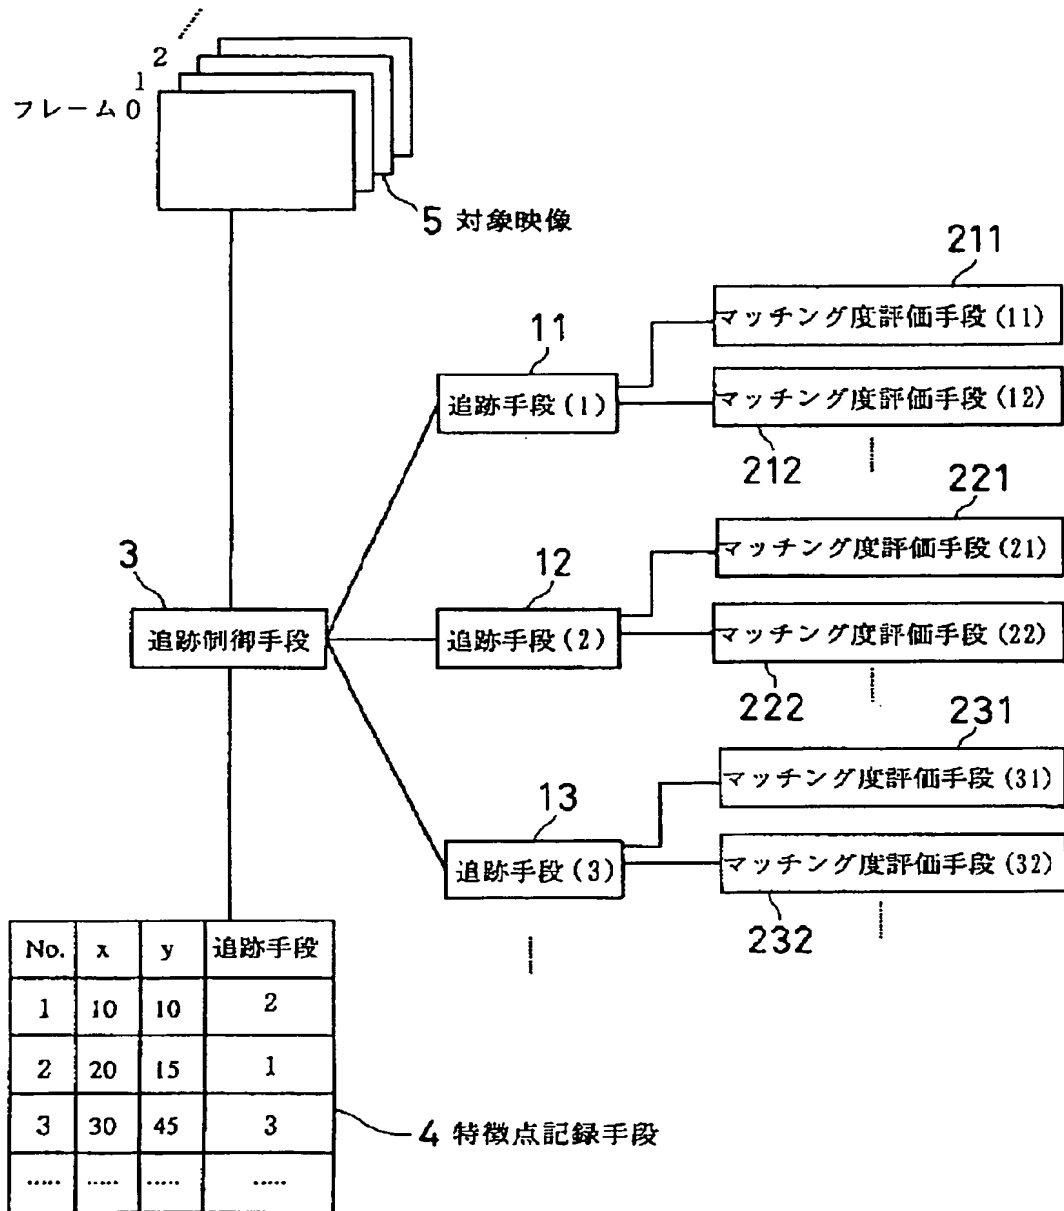 2
1
フレーム0
5 対象映像
211
マッチング度評価手段(11)
11
追跡手段(1)
マッチング度評価手段(12)
212
221
マッチング度評価手段(21)
3
12
追跡制御手段
追跡手段(2)
マッチング度評価手段(22)
222
231
マッチング度評価手段(31)
13
追跡手段(3)
マッチング度評価手段(32)
232
No. x y 追跡手段
1 10 10 2
2 20 15 1
3 30 45 3
..... ..... ..... .....
4 特徴点記録手段